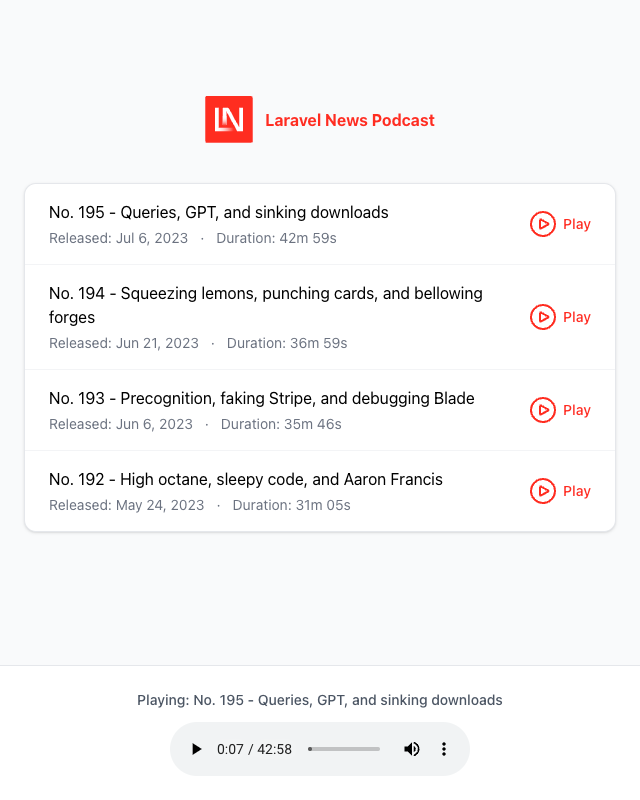 LN
Laravel News Podcast
No. 195 - Queries, GPT, and sinking downloads
Released: Jul 6, 2023 · Duration: 42m 59s
Play
No. 194 - Squeezing lemons, punching cards, and bellowing
forges
Released: Jun 21, 2023 · Duration: 36m 59s
Play
No. 193 - Precognition, faking Stripe, and debugging Blade
Released: Jun 6, 2023 · Duration: 35m 46s
Play
No. 192 - High octane, sleepy code, and Aaron Francis
Released: May 24, 2023 · Duration: 31m 05s
Play
Playing: No. 195 - Queries, GPT, and sinking downloads
0:07 / 42:58